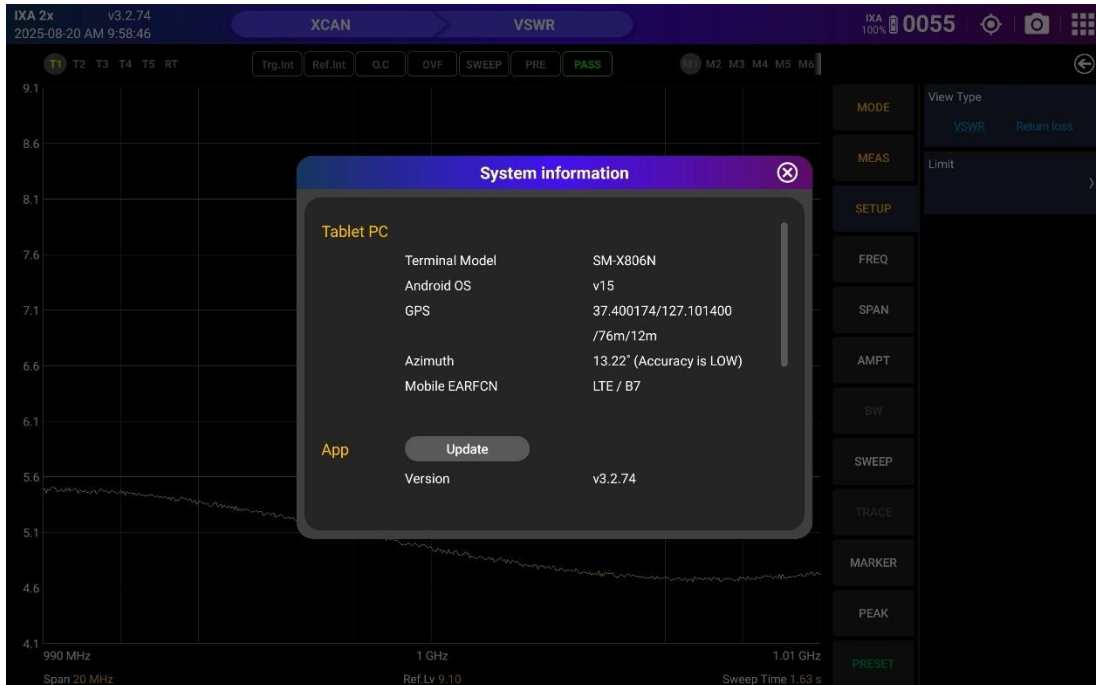 IXA 2x v3.2.74
2025-08-20 AM 9:58:46
XCAN VSWR
IXA
100% 0055
T1 T2 T3 T4 T5 RT
Trg.Int Ref.Int O.C OVF SWEEP PRE PASS
M1 M2 M3 M4 M5 M6
9.1
8.6
8.1
7.6
7.1
6.6
6.1
5.6
5.1
4.6
4.1
990 MHz 1 GHz 1.01 GHz
Span 20 MHz Ref.Lv 9.10 Sweep Time 1.63 s
System information
Tablet PC
Terminal Model SM-X806N
Android OS v15
GPS 37.400174/127.101400
/76m/12m
Azimuth 13.22˚ (Accuracy is LOW)
Mobile EARFCN LTE / B7
App Update
Version v3.2.74
MODE
MEAS
SETUP
FREQ
SPAN
AMPT
BW
SWEEP
TRACE
MARKER
PEAK
PRESET
View Type
VSWR Return loss
Limit